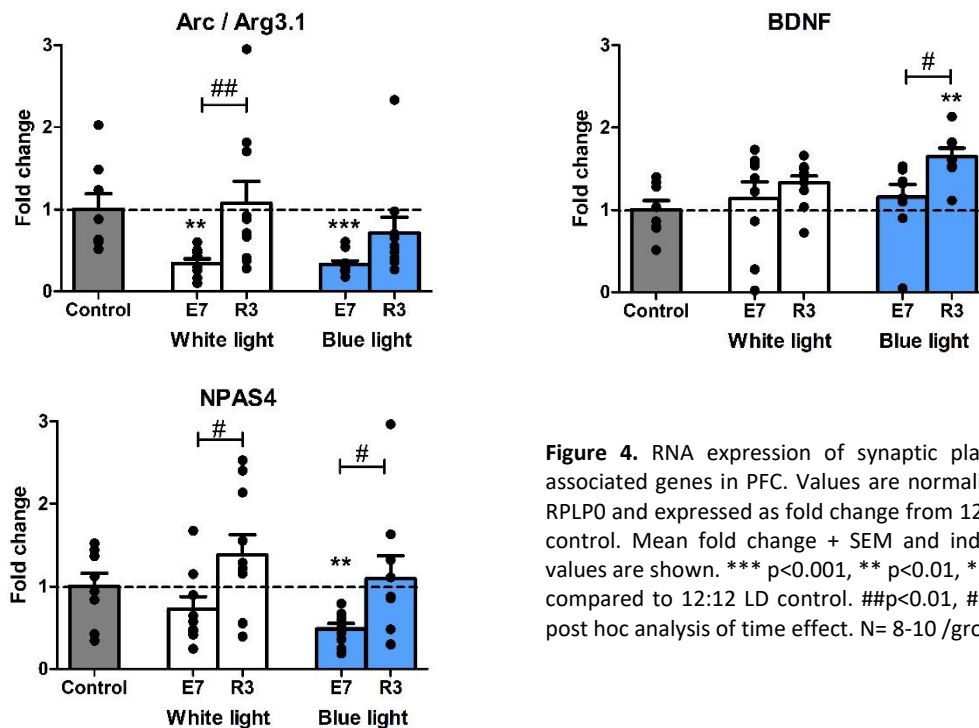 Arc / Arg3.1
3
2
1
0
Fold change
##
**
***
Control
E7
R3
E7
R3
White light
Blue light
BDNF
3
2
1
0
Fold change
#
**
Control
E7
R3
E7
R3
White light
Blue light
NPAS4
3
2
1
0
Fold change
#
#
**
Control
E7
R3
E7
R3
White light
Blue light
Figure 4. RNA expression of synaptic pla
associated genes in PFC. Values are normali
RPLP0 and expressed as fold change from 12
control. Mean fold change + SEM and ind
values are shown. *** p<0.001, ** p<0.01, *
compared to 12:12 LD control. ##p<0.01, #
post hoc analysis of time effect. N= 8-10 /gro